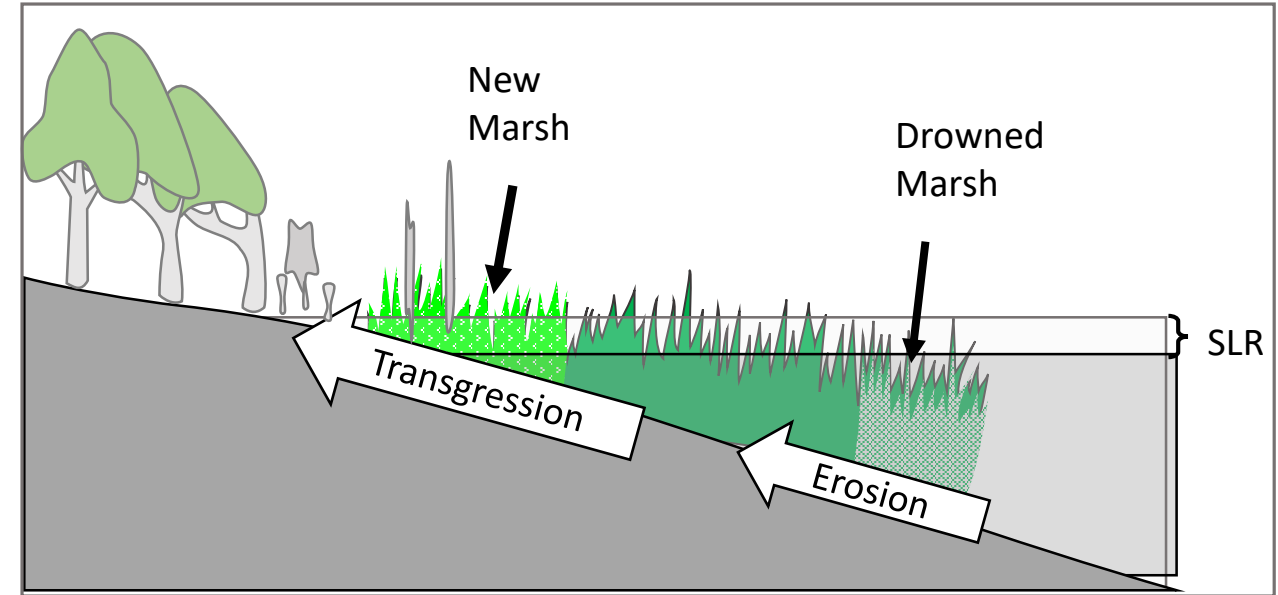 New
Marsh
Drowned
Marsh
SLR
Transgression
Erosion